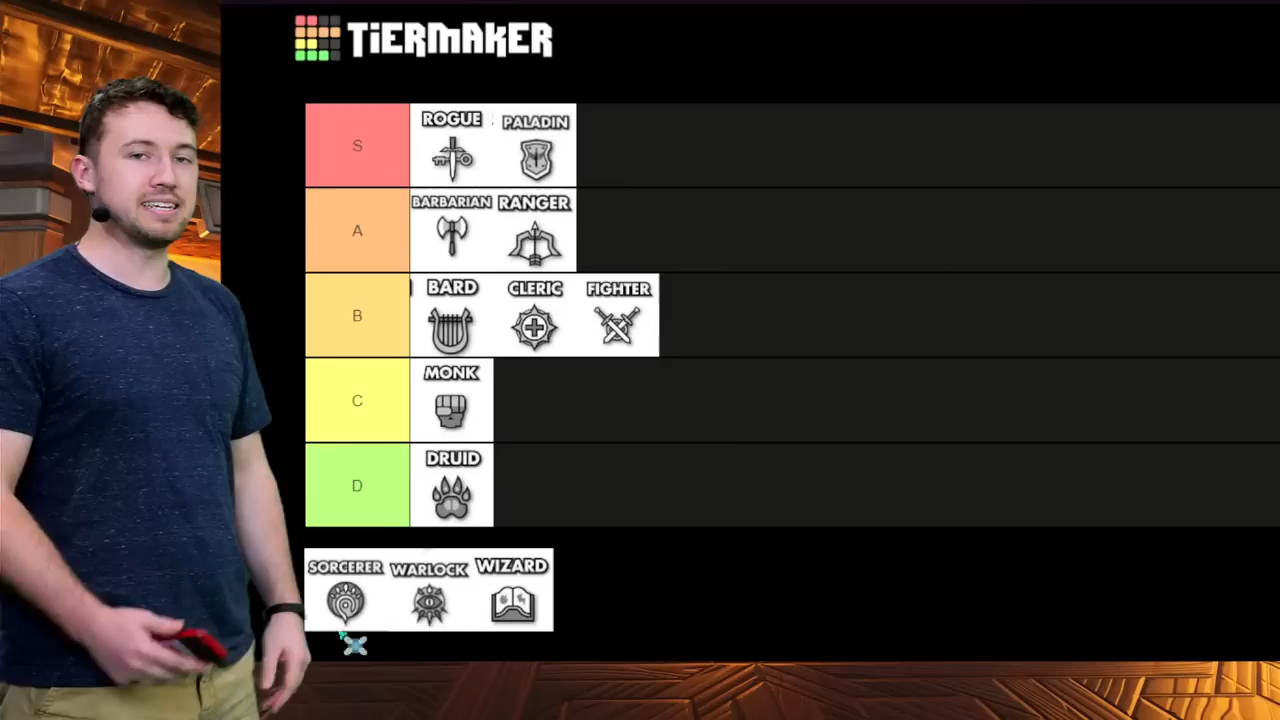 TiERMAKER
S
ROGUE PALADIN
A
BARBARIAN RANGER
B
BARD CLERIC FIGHTER
C
MONK
D
DRUID
SORCERER WARLOCK WIZARD